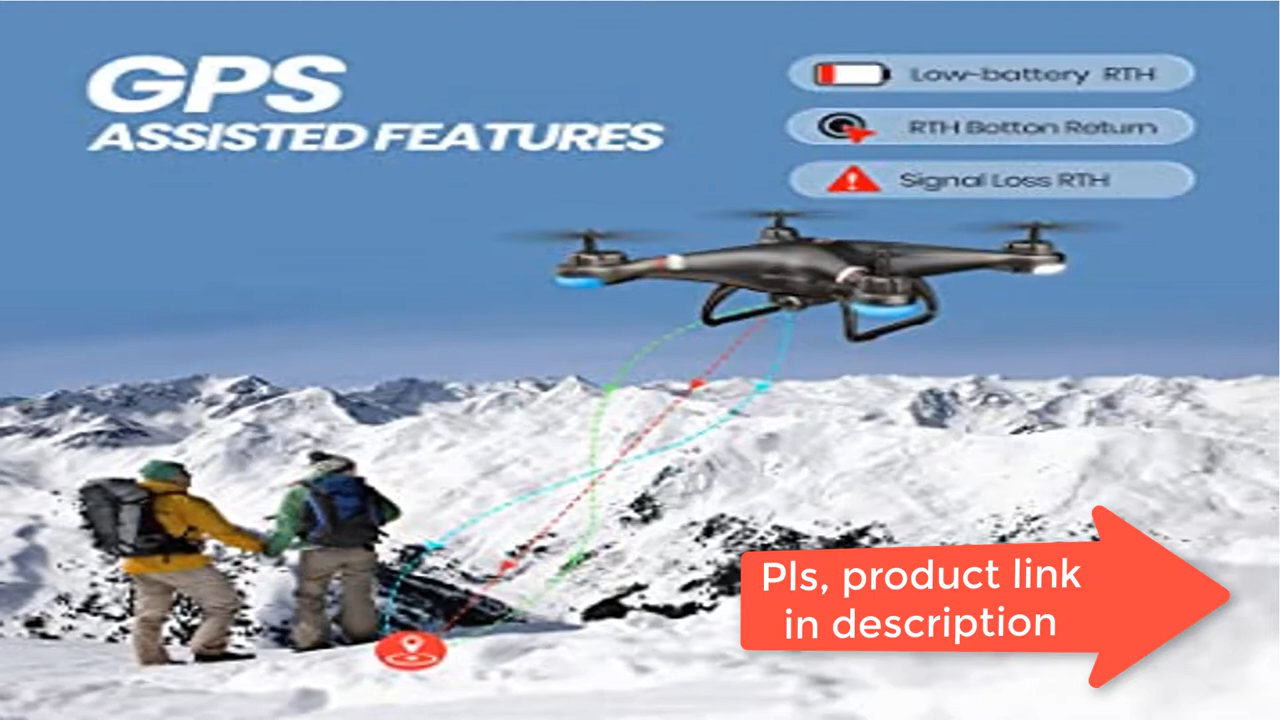 GPS
ASSISTED FEATURES
Low-battery RTH
RTH Botton Return
Signal Loss RTH
Pls, product link
in description